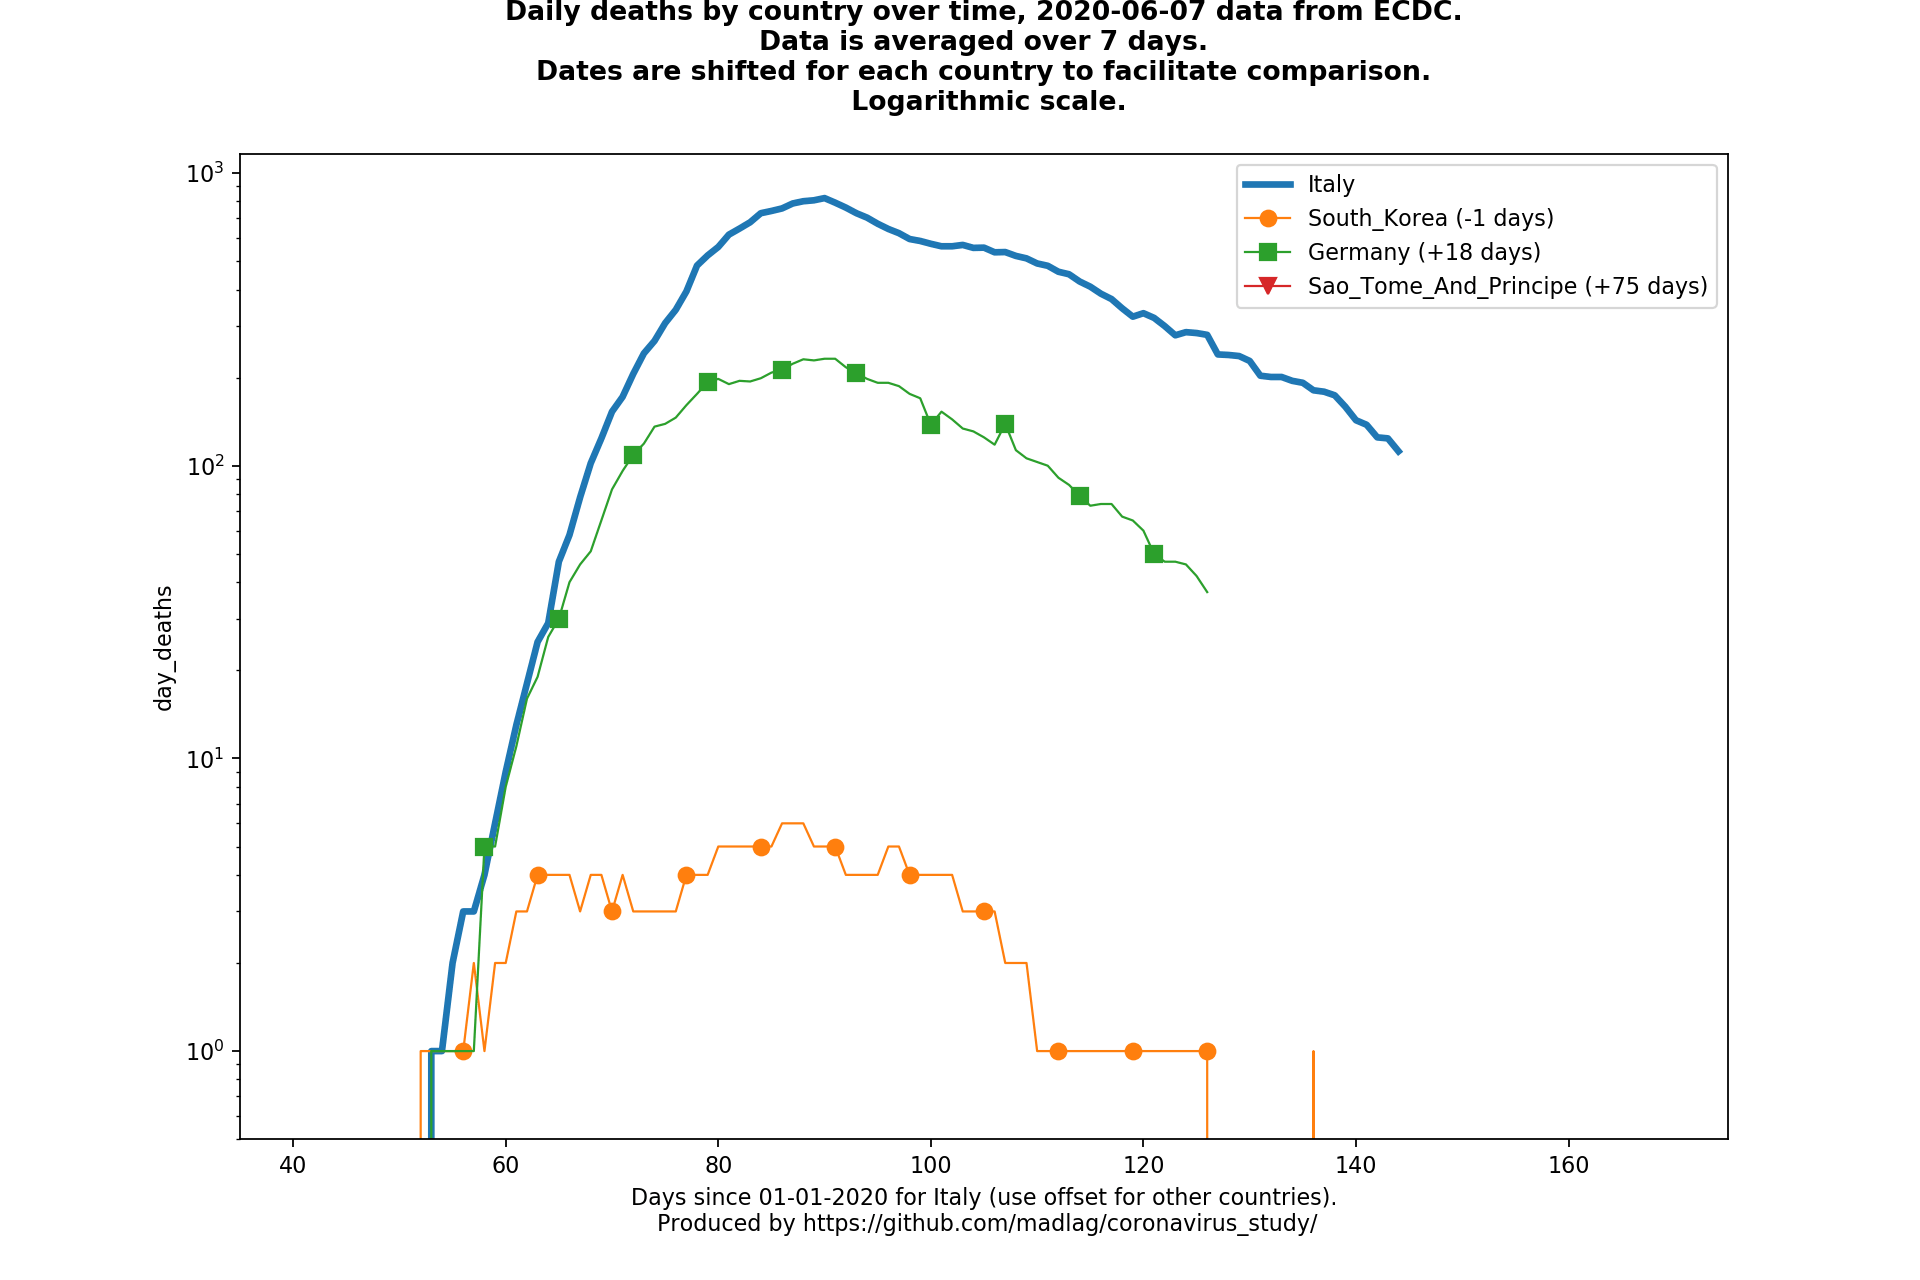 Daily deaths by country over time, 2020-06-07 data from ECDC.
Data is averaged over 7 days.
Dates are shifted for each country to facilitate comparison.
Logarithmic scale.
10³
10²
10¹
10⁰
day_deaths
Italy
South_Korea (-1 days)
Germany (+18 days)
Sao_Tome_And_Principe (+75 days)
40 60 80 100 120 140 160
Days since 01-01-2020 for Italy (use offset for other countries).
Produced by https://github.com/madlag/coronavirus_study/